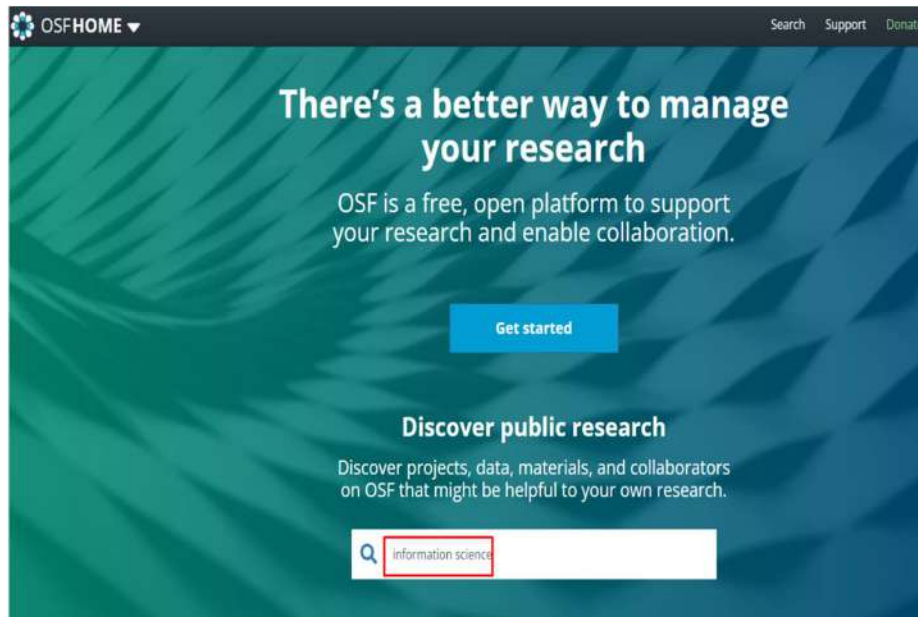 OSFHOME
Search Support Donate
There's a better way to manage
your research
OSF is a free, open platform to support
your research and enable collaboration.
Get started
Discover public research
Discover projects, data, materials, and collaborators
on OSF that might be helpful to your own research.
information science